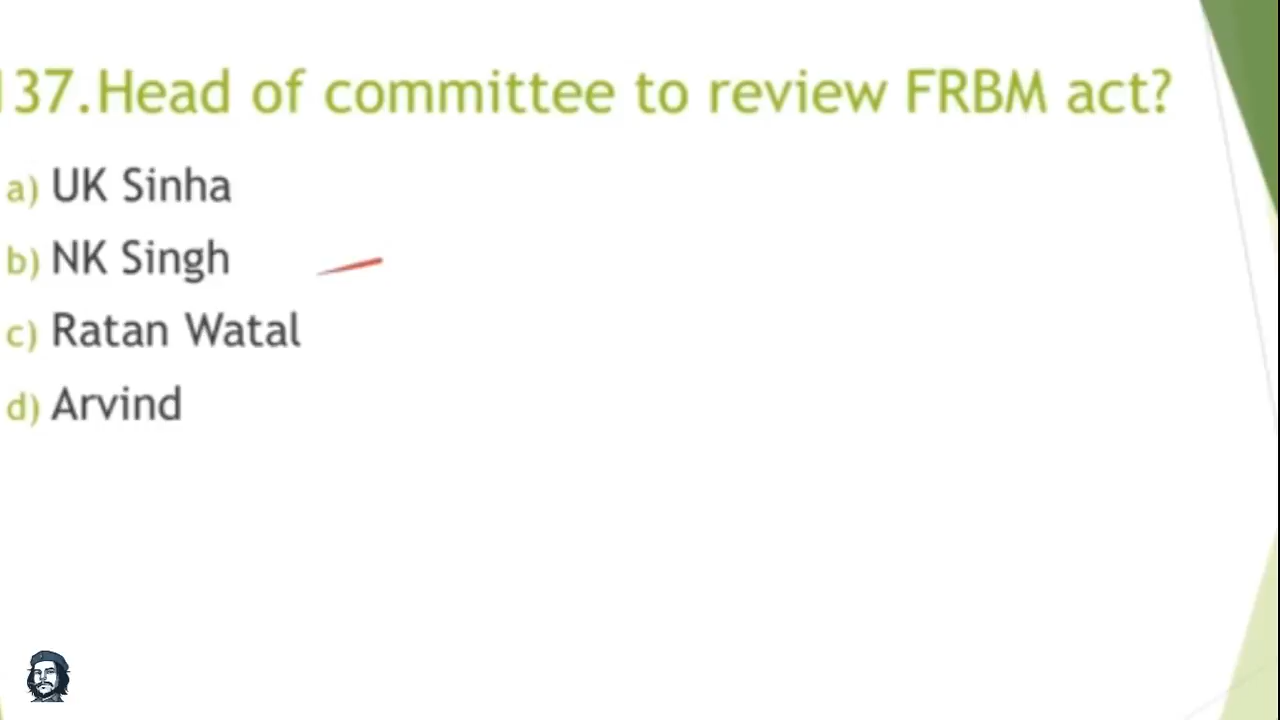 137.Head of committee to review FRBM act?
a) UK Sinha
b) NK Singh
c) Ratan Watal
d) Arvind